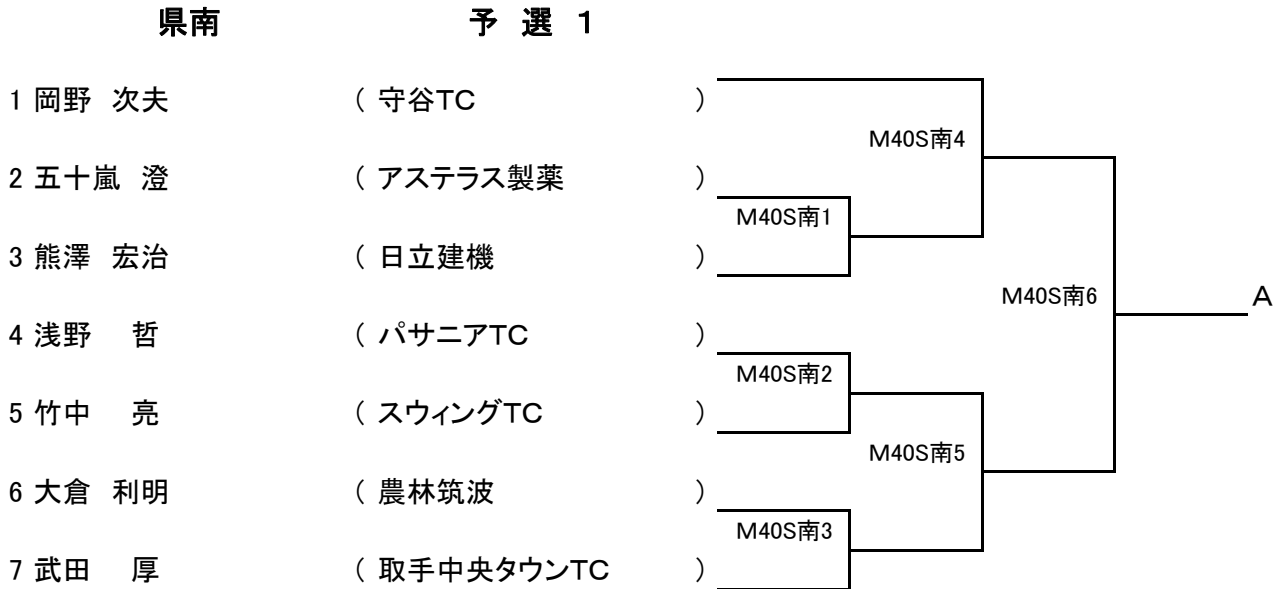 県南 予 選 1
1 岡野 次夫 ( 守谷TC )
M40S南4
2 五十嵐 澄 ( アステラス製薬 )
M40S南1
3 熊澤 宏治 ( 日立建機 )
M40S南6 A
4 浅野 哲 ( パサニアTC )
M40S南2
5 竹中 亮 ( スウィングTC )
M40S南5
6 大倉 利明 ( 農林筑波 )
M40S南3
7 武田 厚 ( 取手中央タウンTC )